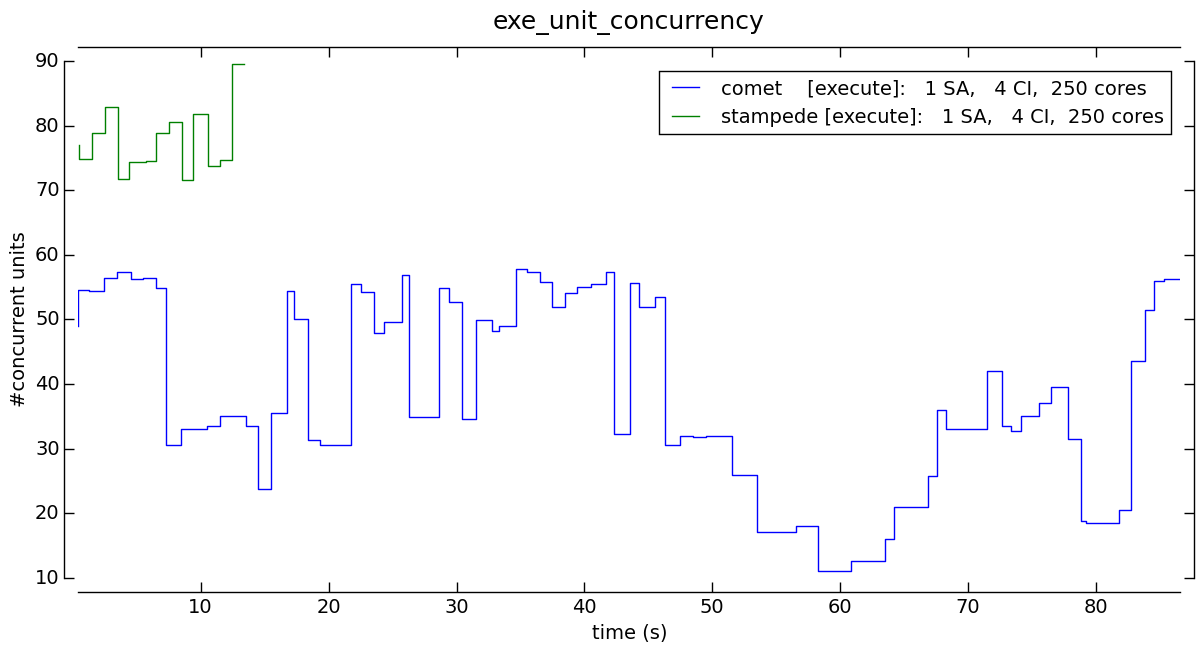 exe_unit_concurrency
90
80
70
60
50
40
30
20
10
#concurrent units
comet    [execute]:   1 SA,   4 CI,  250 cores
stampede [execute]:   1 SA,   4 CI,  250 cores
10 20 30 40 50 60 70 80
time (s)